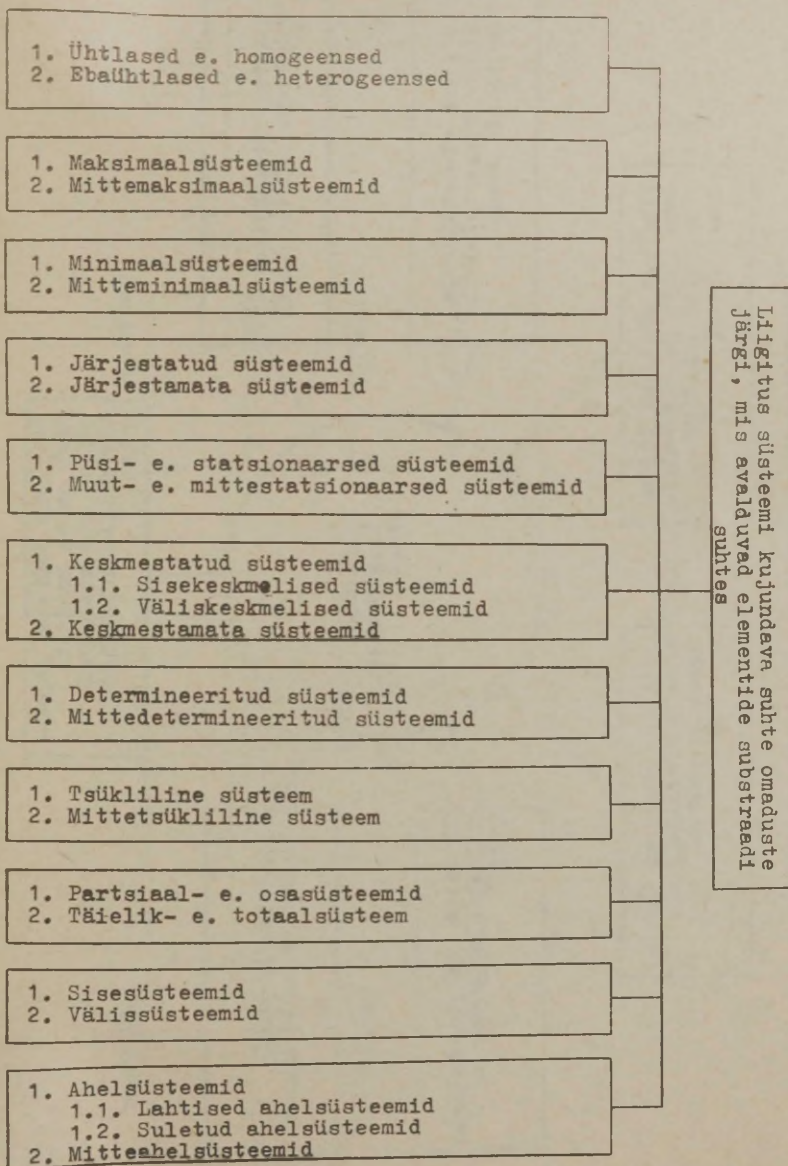 1. Ühtlased e. homogeensed
2. Ebaühtlased e. heterogeensed
1. Maksimaalsüsteemid
2. Mittemaksimaalsüsteemid
1. Minimaalsüsteemid
2. Mitteminimaalsüsteemid
1. Järjestatud süsteemid
2. Järjestamata süsteemid
1. Püsi- e. statsionaarsed süsteemid
2. Muut- e. mittestatsionaarsed süsteemid
1. Keskmestatud süsteemid
1.1. Sisekeskmelised süsteemid
1.2. Väliskeskmelised süsteemid
2. Keskmestamata süsteemid
1. Determineeritud süsteemid
2. Mittedetermineeritud süsteemid
1. Tsükliline süsteem
2. Mittetsükliline süsteem
1. Partsiaal- e. osasüsteemid
2. Täielik- e. totaalsüsteem
1. Sisesüsteemid
2. Välissüsteemid
1. Ahelsüsteemid
1.1. Lahtised ahelsüsteemid
1.2. Suletud ahelsüsteemid
2. Mitteahelsüsteemid
Liigitus süsteemi kujundava suhte omaduste
järgi, mis avalduvad elementide substraadi
suhtes